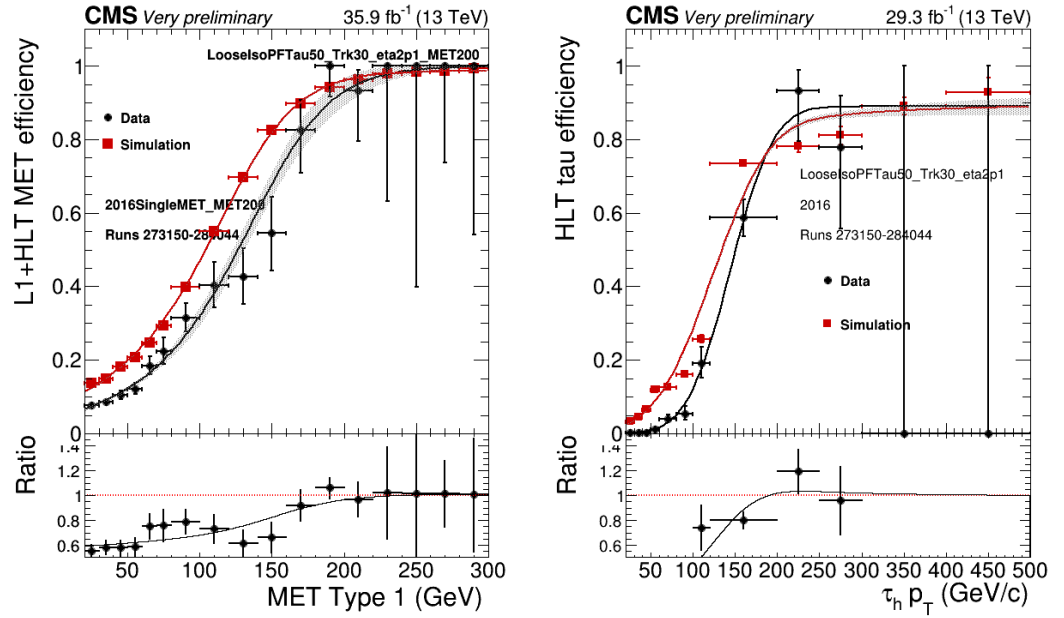 CMS Very preliminary 35.9 fb⁻¹ (13 TeV)
L1+HLT MET efficiency
1
0.8
0.6
0.4
0.2
0
LooseIsoPFTau50_Trk30_eta2p1_MET200
Data
Simulation
2016SingleMET_MET200
Runs 273150-284044
Ratio
1.4
1.2
1
0.8
0.6
50 100 150 200 250 300
MET Type 1 (GeV)
CMS Very preliminary 29.3 fb⁻¹ (13 TeV)
HLT tau efficiency
1
0.8
0.6
0.4
0.2
0
LooseIsoPFTau50_Trk30_eta2p1
2016
Runs 273150-284044
Data
Simulation
Ratio
1.4
1.2
1
0.8
0.6
50 100 150 200 250 300 350 400 450 500
τh pT (GeV/c)